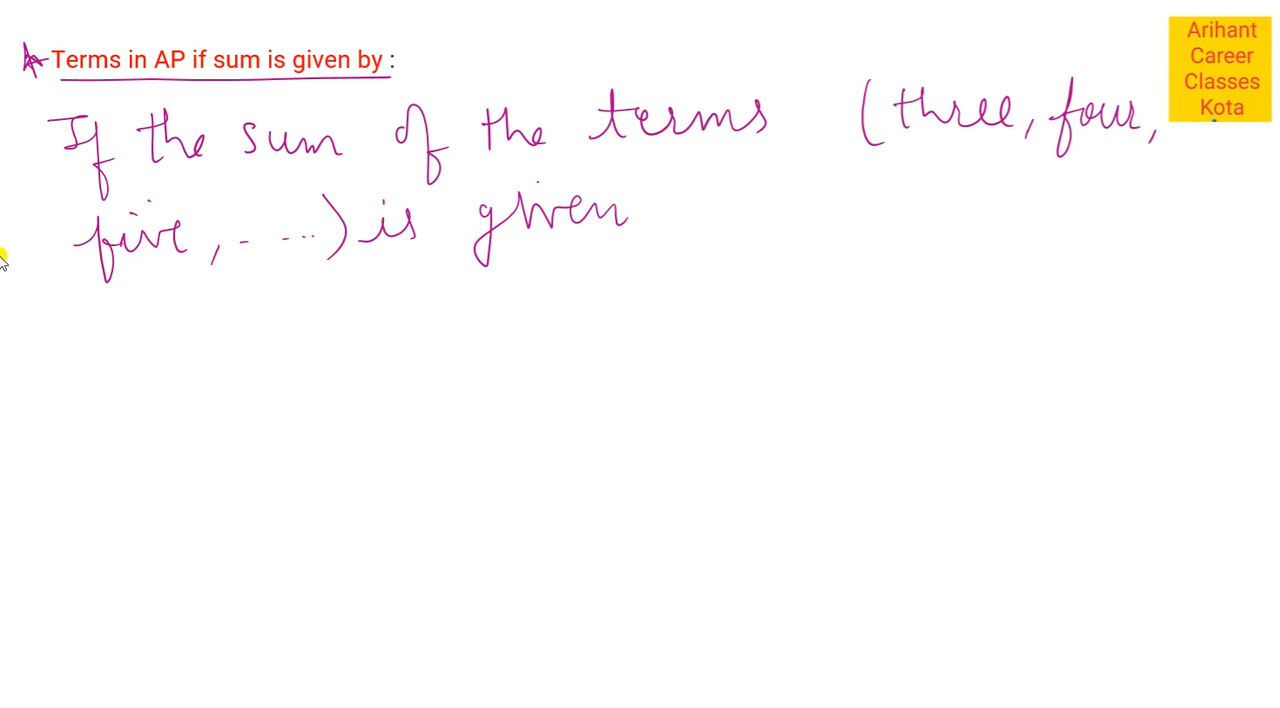 Terms in AP if sum is given by :
If the sum of the terms (three, four,
five, .....) is given
Arihant
Career
Classes
Kota